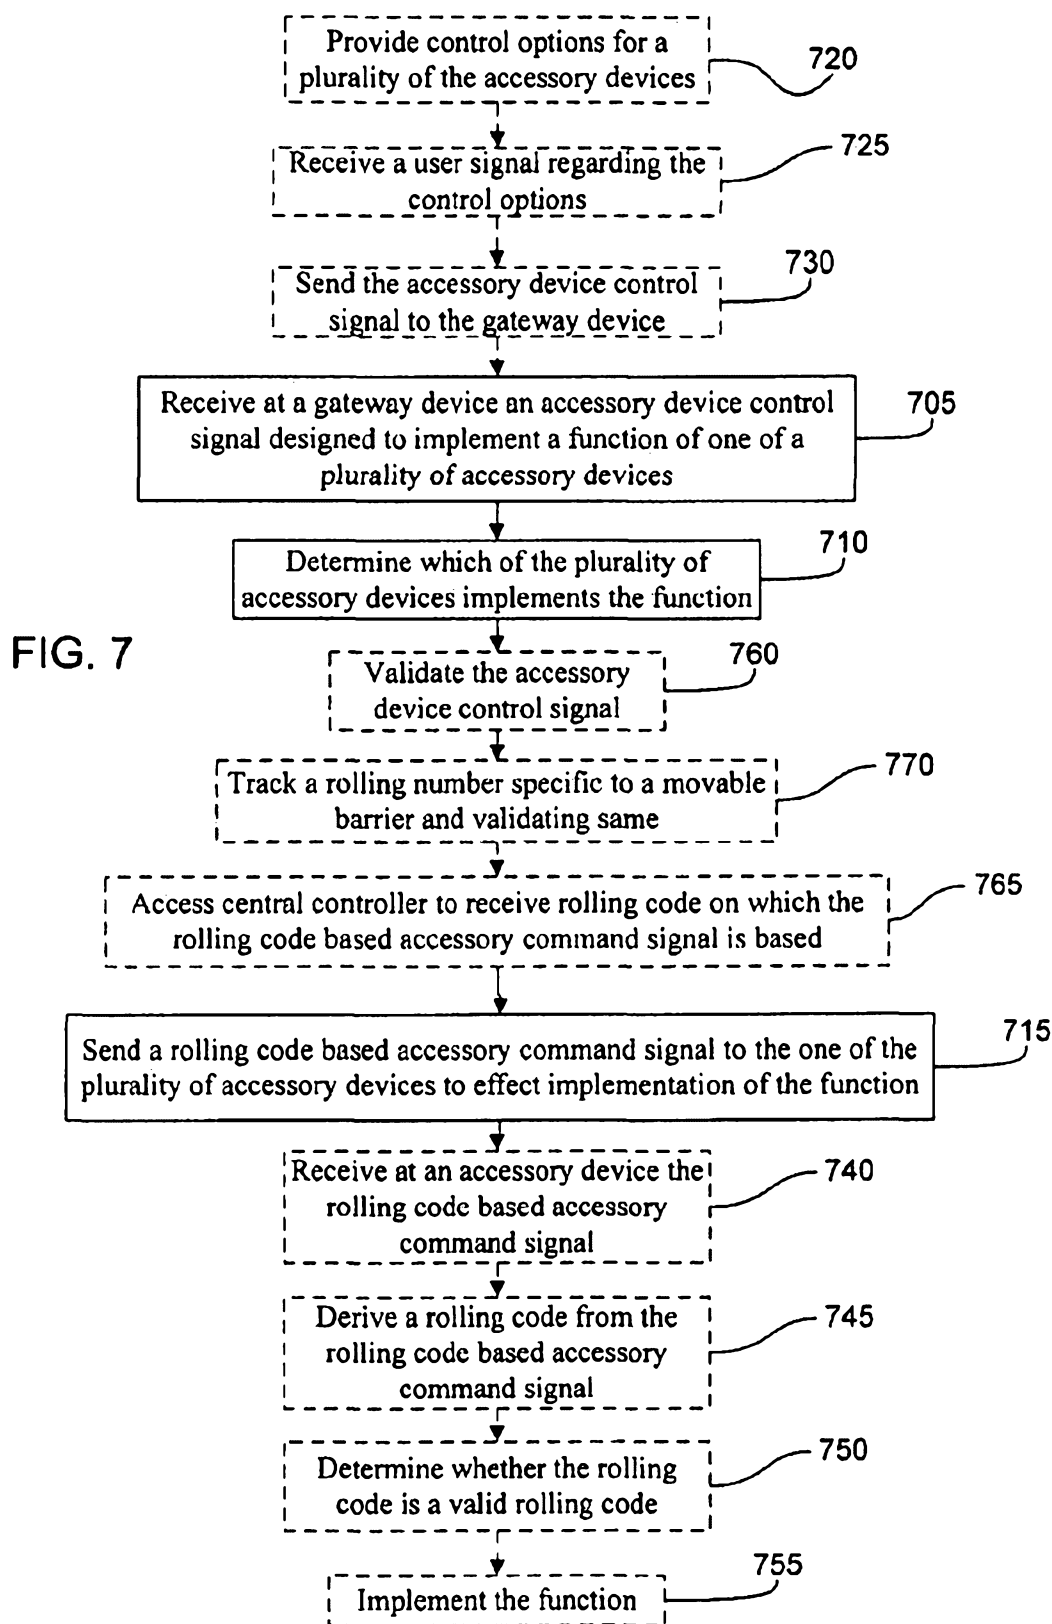 Provide control options for a
plurality of the accessory devices
720
Receive a user signal regarding the
control options
725
Send the accessory device control
signal to the gateway device
730
Receive at a gateway device an accessory device control
signal designed to implement a function of one of a
plurality of accessory devices
705
Determine which of the plurality of
accessory devices implements the function
710
FIG. 7
Validate the accessory
device control signal
760
Track a rolling number specific to a movable
barrier and validating same
770
Access central controller to receive rolling code on which the
rolling code based accessory command signal is based
765
Send a rolling code based accessory command signal to the one of the
plurality of accessory devices to effect implementation of the function
715
Receive at an accessory device the
rolling code based accessory
command signal
740
Derive a rolling code from the
rolling code based accessory
command signal
745
Determine whether the rolling
code is a valid rolling code
750
Implement the function
755